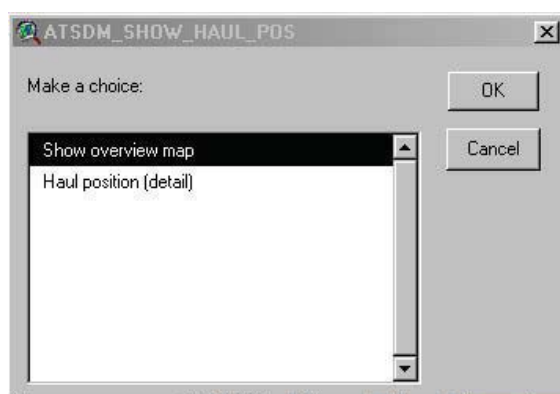 ATSDM_SHOW_HAUL_POS
Make a choice:
OK
Show overview map
Cancel
Haul position (detail)